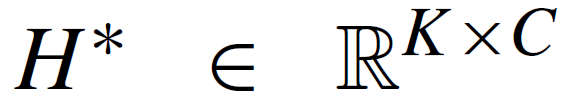 H* ∈ ℝ^{K×C}